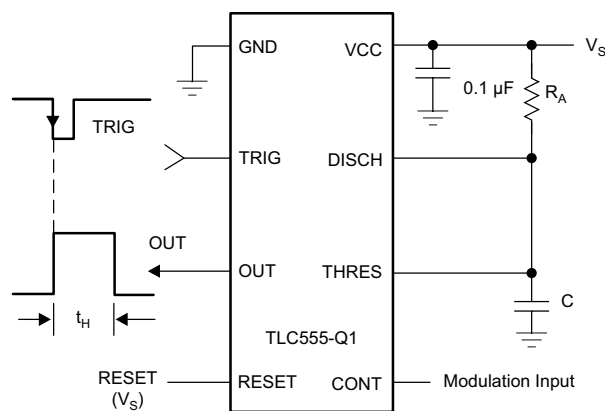 GND
VCC
V_S
0.1 µF
R_A
TRIG
TRIG
DISCH
OUT
OUT
THRES
C
t_H
TLC555-Q1
RESET
(V_S)
RESET
CONT
Modulation Input